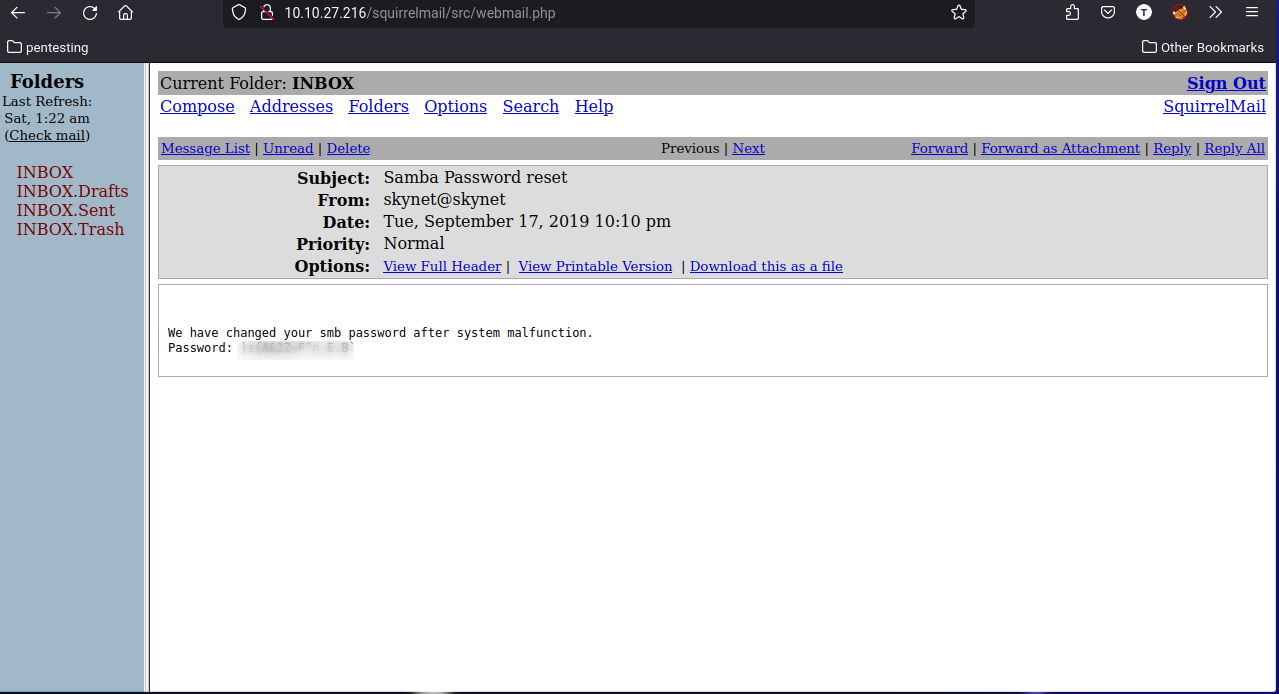 10.10.27.216/squirrelmail/src/webmail.php
T
pentesting
Other Bookmarks
Folders
Last Refresh:
Sat, 1:22 am
(Check mail)
INBOX
INBOX.Drafts
INBOX.Sent
INBOX.Trash
Current Folder: INBOX Sign Out
Compose Addresses Folders Options Search Help SquirrelMail
Message List | Unread | Delete Previous | Next Forward | Forward as Attachment | Reply | Reply All
Subject: Samba Password reset
From: skynet@skynet
Date: Tue, September 17, 2019 10:10 pm
Priority: Normal
Options: View Full Header | View Printable Version | Download this as a file
We have changed your smb password after system malfunction.
Password: